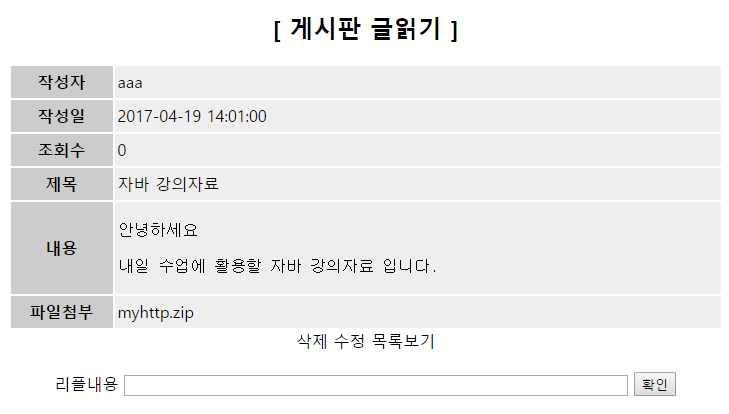 [ 게시판 글읽기 ]
작성자 aaa
작성일 2017-04-19 14:01:00
조회수 0
제목 자바 강의자료
내용
안녕하세요
내일 수업에 활용할 자바 강의자료 입니다.
파일첨부 myhttp.zip
삭제 수정 목록보기
리플내용 확인